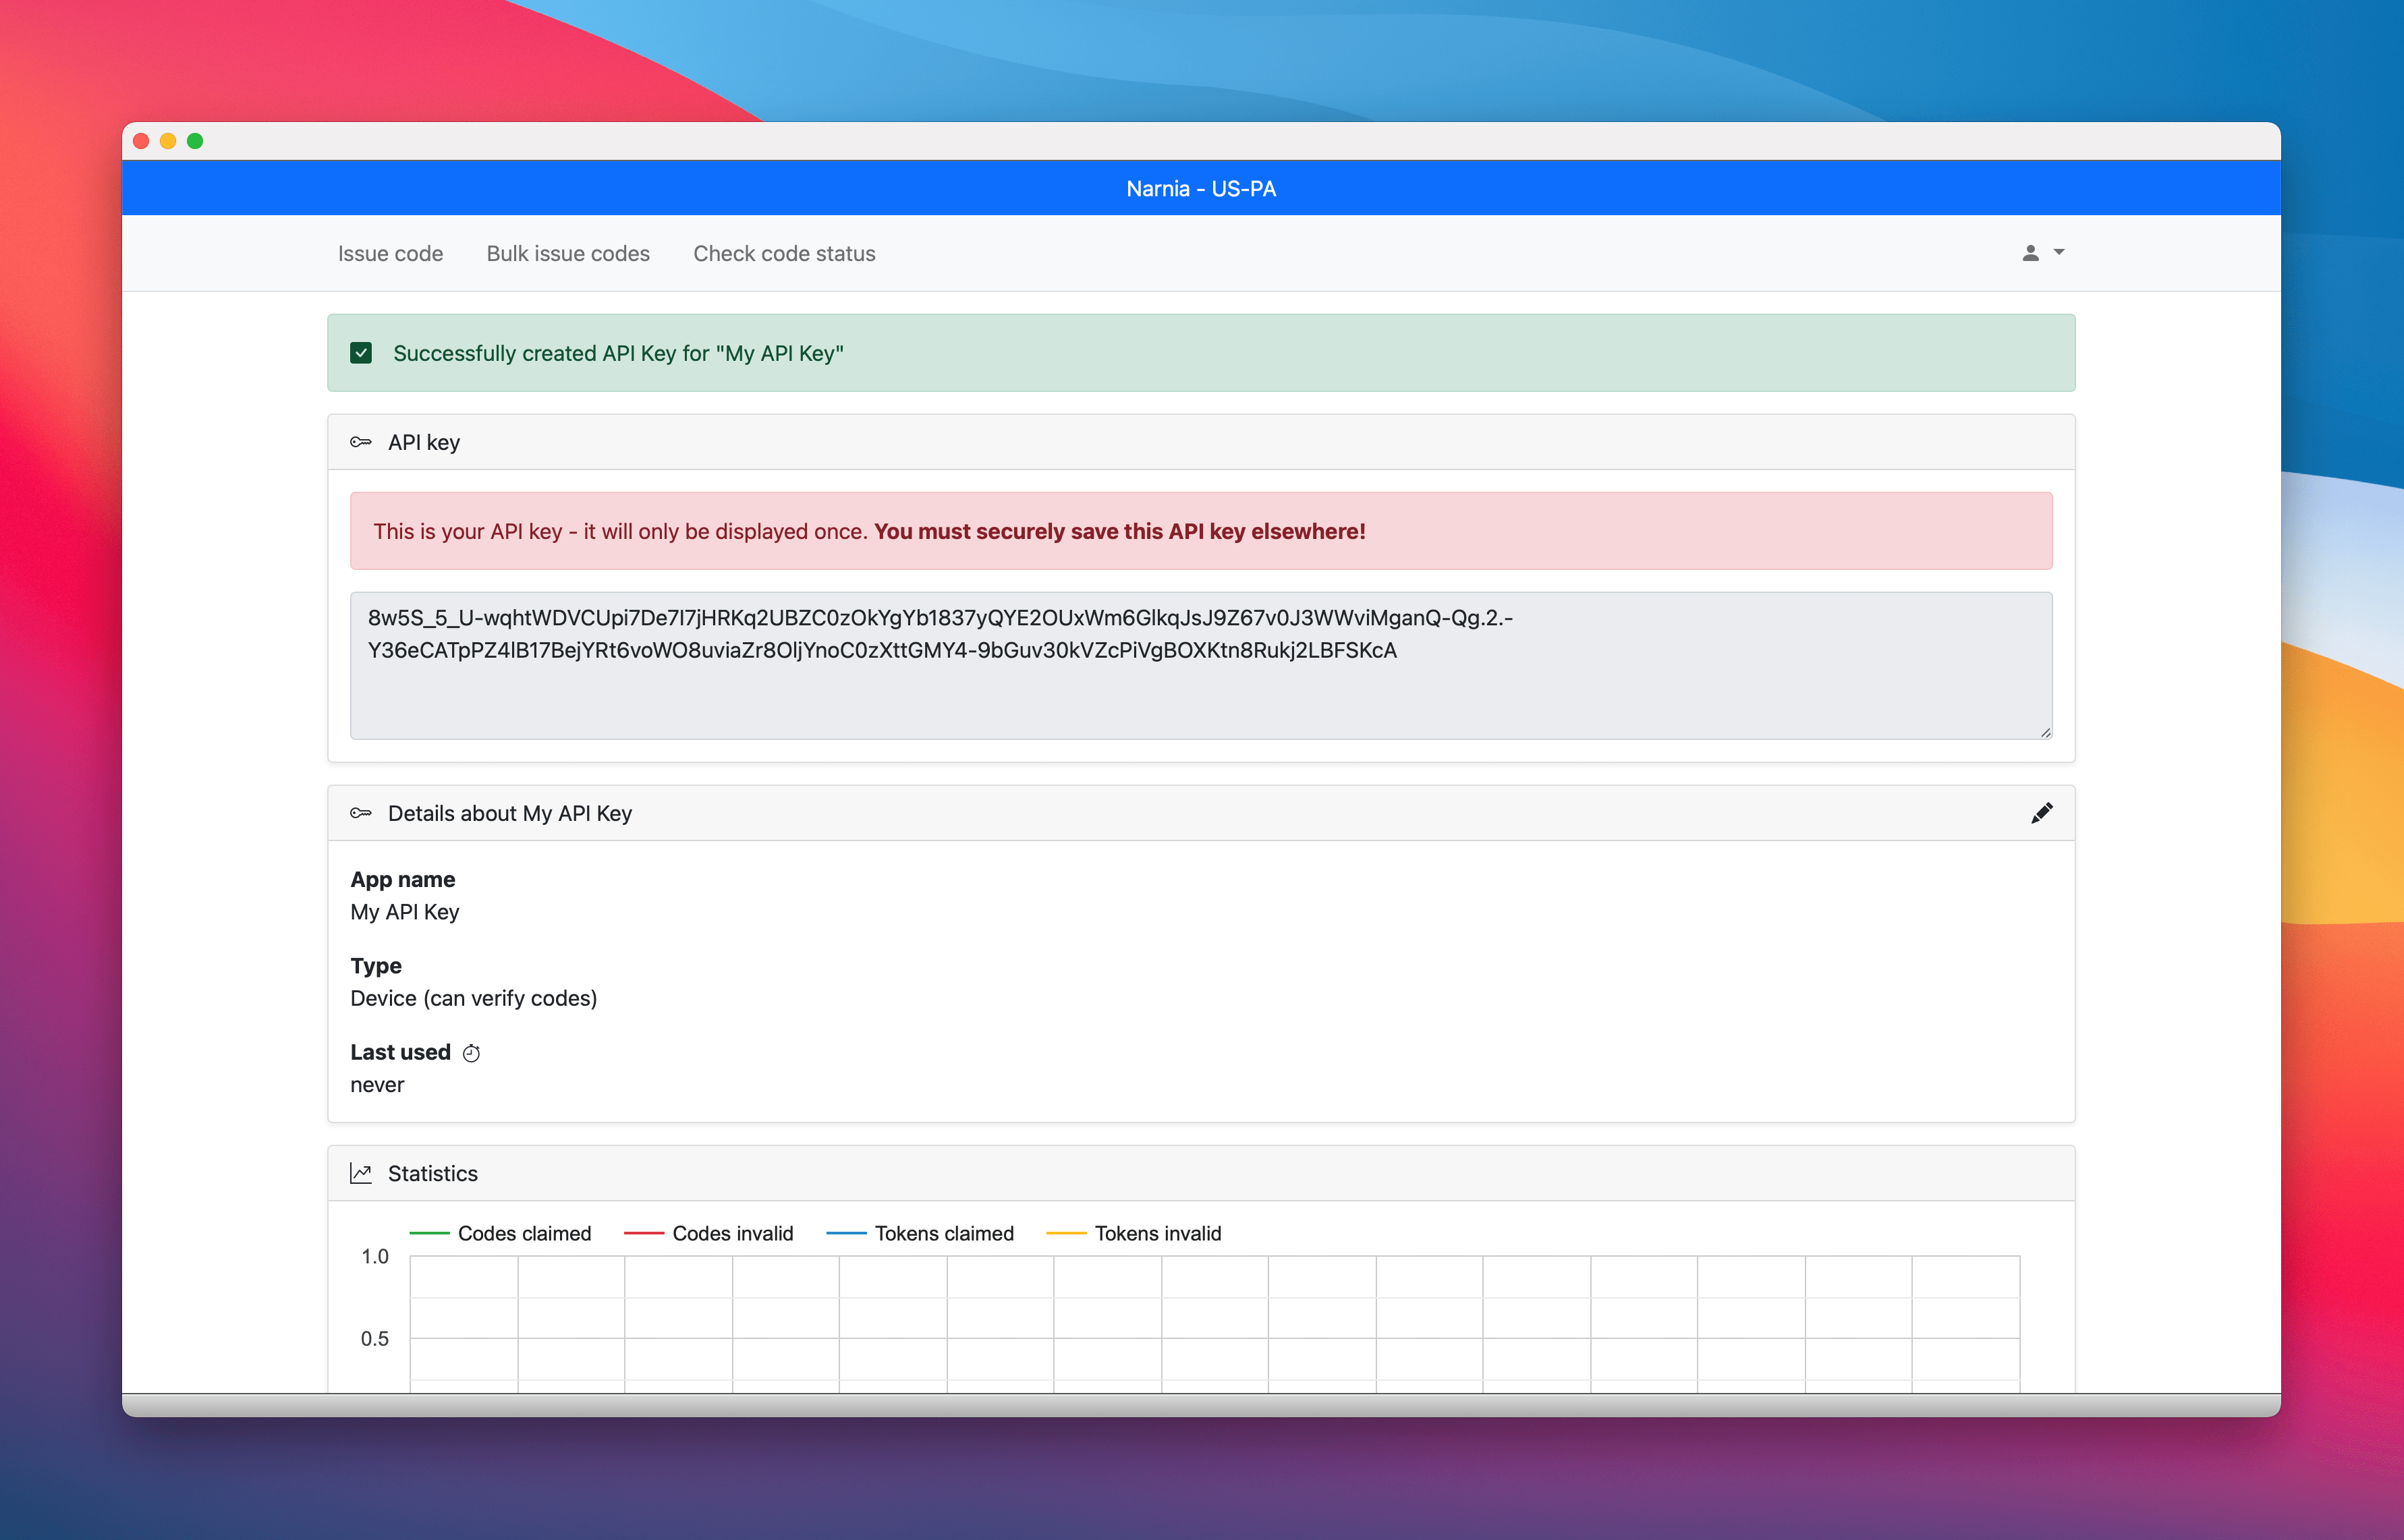 Narnia - US-PA
Issue code
Bulk issue codes
Check code status
Successfully created API Key for "My API Key"
API key
This is your API key - it will only be displayed once. You must securely save this API key elsewhere!
8w5S_5_U-wqhtWDVCUpi7De7I7jHRKq2UBZC0zOkYgYb1837yQYE2OUxWm6GlkqJsJ9Z67v0J3WWviMganQ-Qg.2.-
Y36eCATpPZ4lB17BejYRt6voWO8uviaZr8OljYnoC0zXttGMY4-9bGuv30kVZcPiVgBOXKtn8Rukj2LBFSKcA
Details about My API Key
App name
My API Key
Type
Device (can verify codes)
Last used
never
Statistics
Codes claimed
Codes invalid
Tokens claimed
Tokens invalid
1.0
0.5